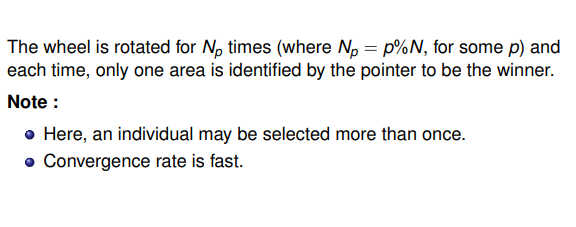 The wheel is rotated for Nₚ times (where Nₚ = p%N, for some p) and
each time, only one area is identified by the pointer to be the winner.
Note :
Here, an individual may be selected more than once.
Convergence rate is fast.